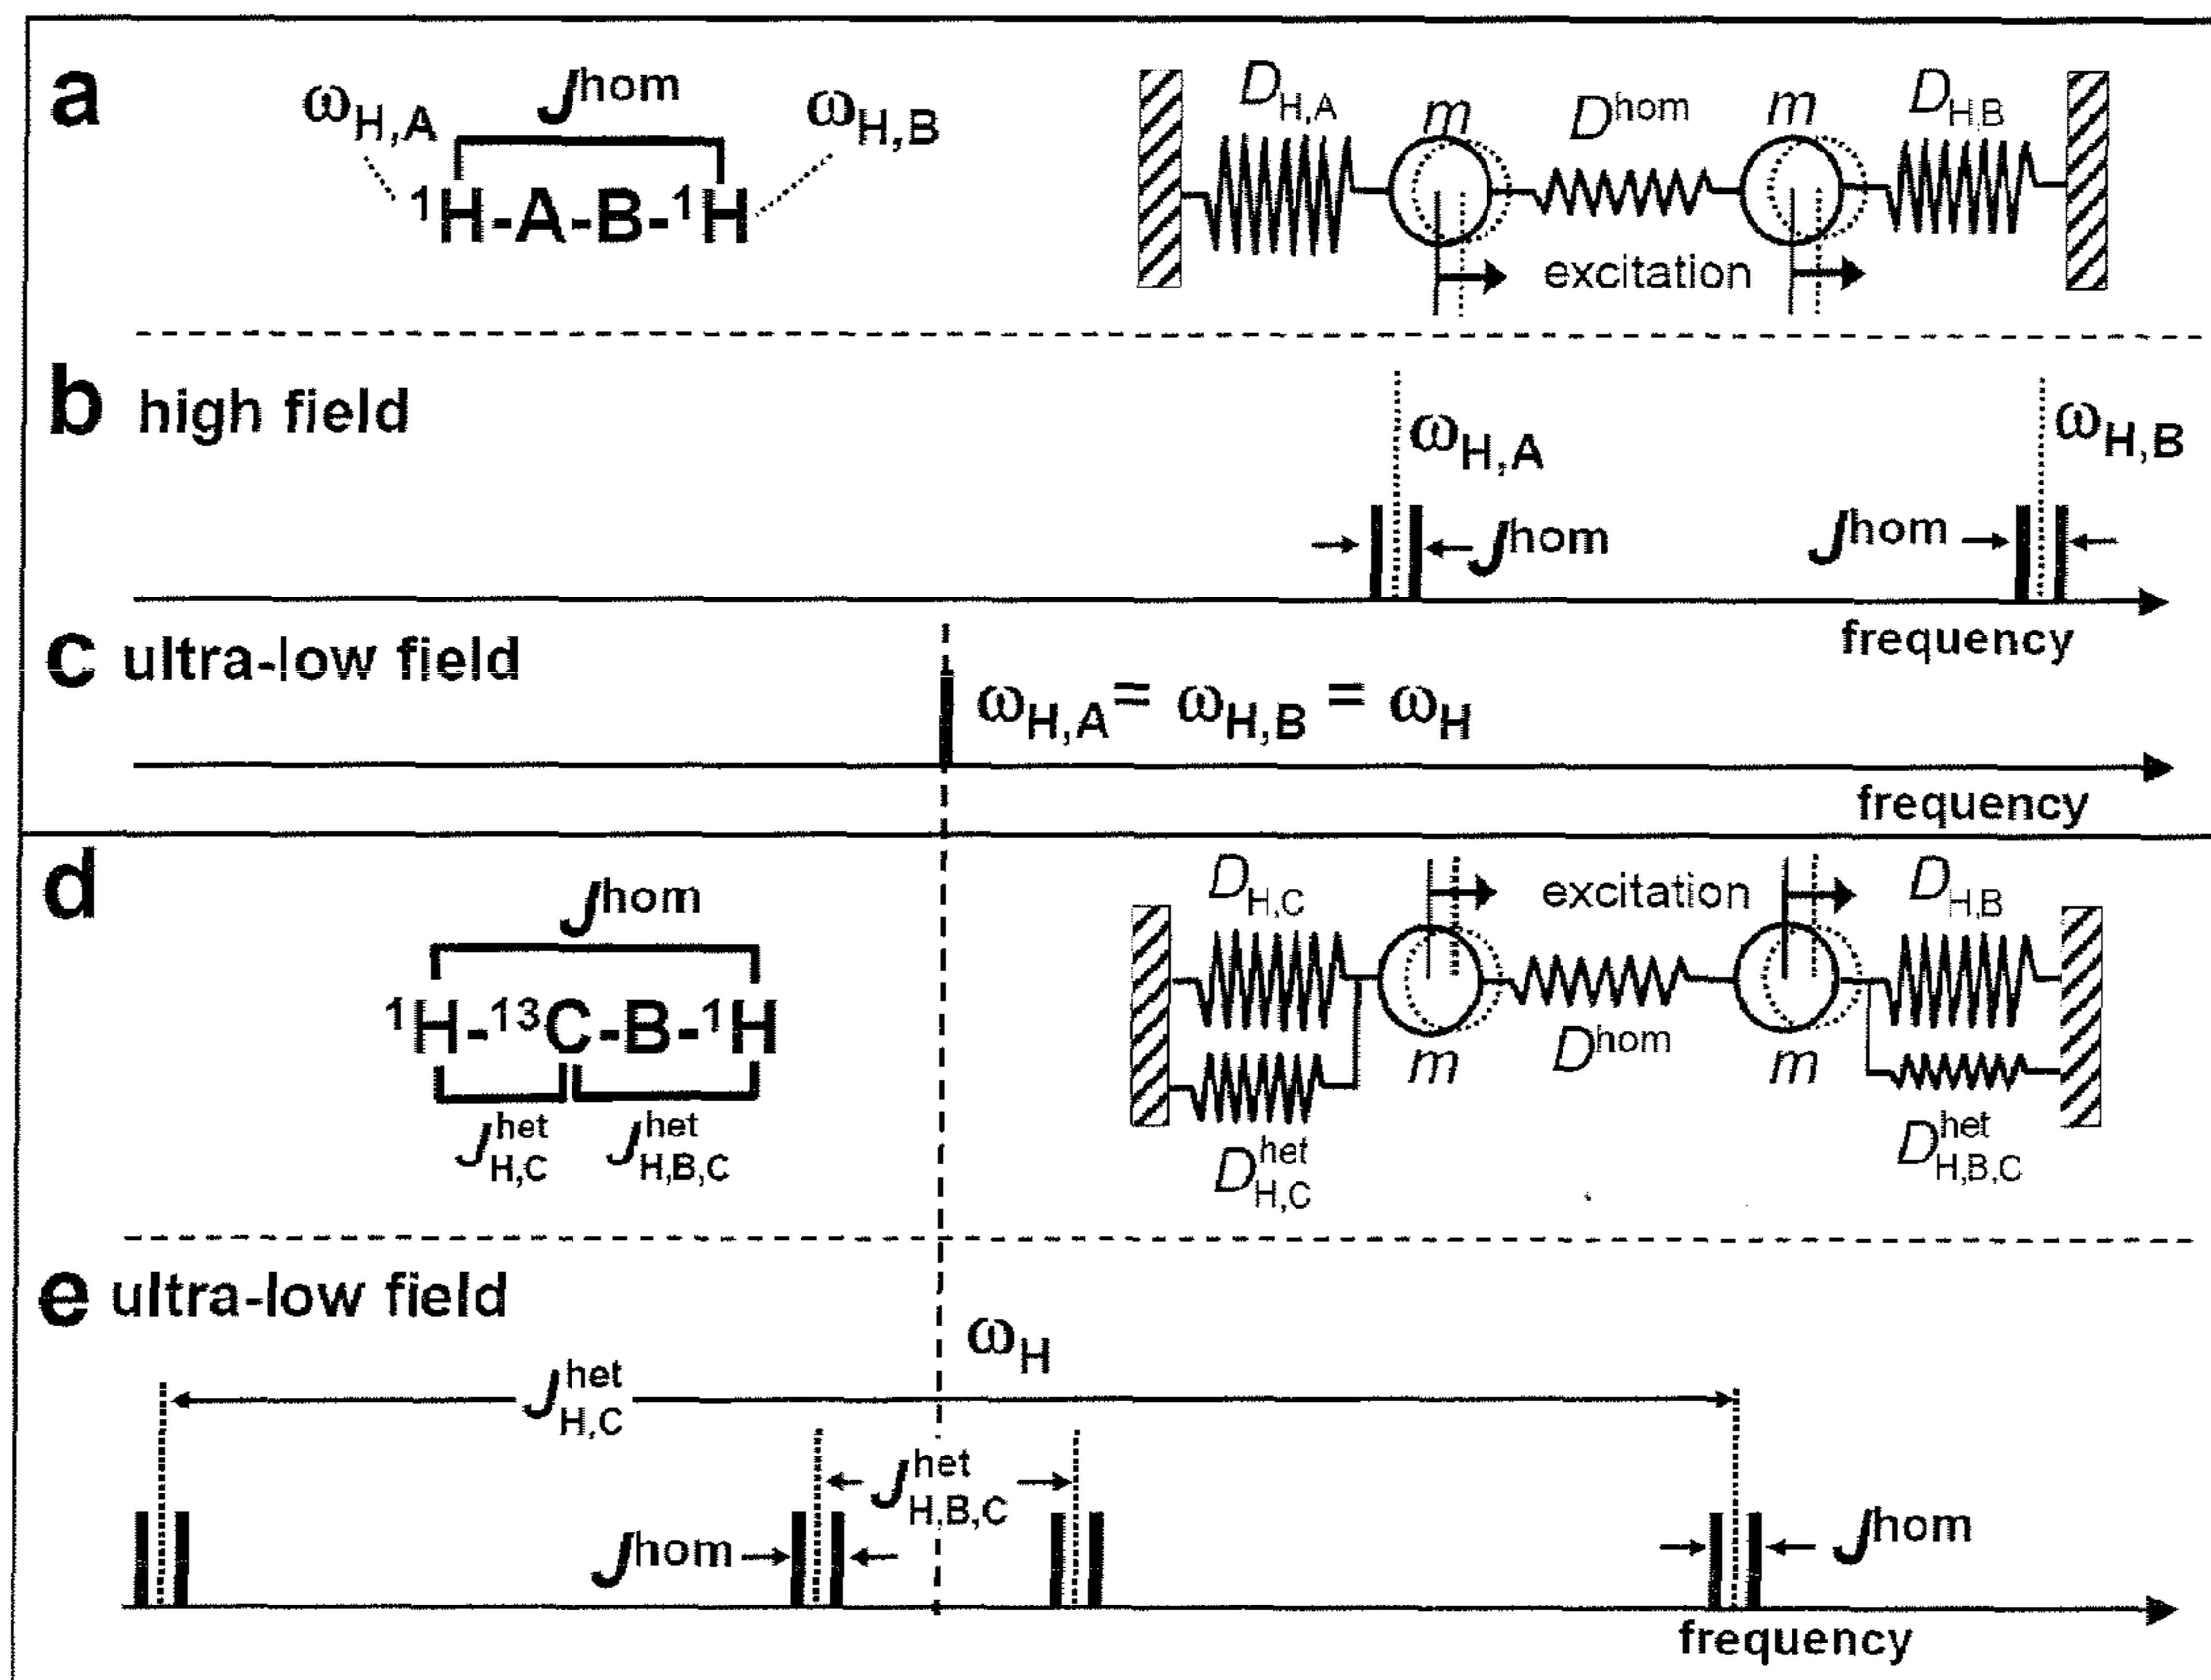 a
ω_H,A J^hom ω_H,B
¹H-A-B-¹H
D_H,A m D^hom m D_H,B
excitation
b high field
ω_H,A ω_H,B
J^hom J^hom
frequency
c ultra-low field
ω_H,A = ω_H,B = ω_H
frequency
d
J^hom
¹H-¹³C-B-¹H
J^het_H,C J^het_H,B,C
D_H,C excitation D_H,B
m D^hom m
D^het_H,C D^het_H,B,C
e ultra-low field
ω_H
J^het_H,C
J^het_H,B,C
J^hom J^hom
frequency